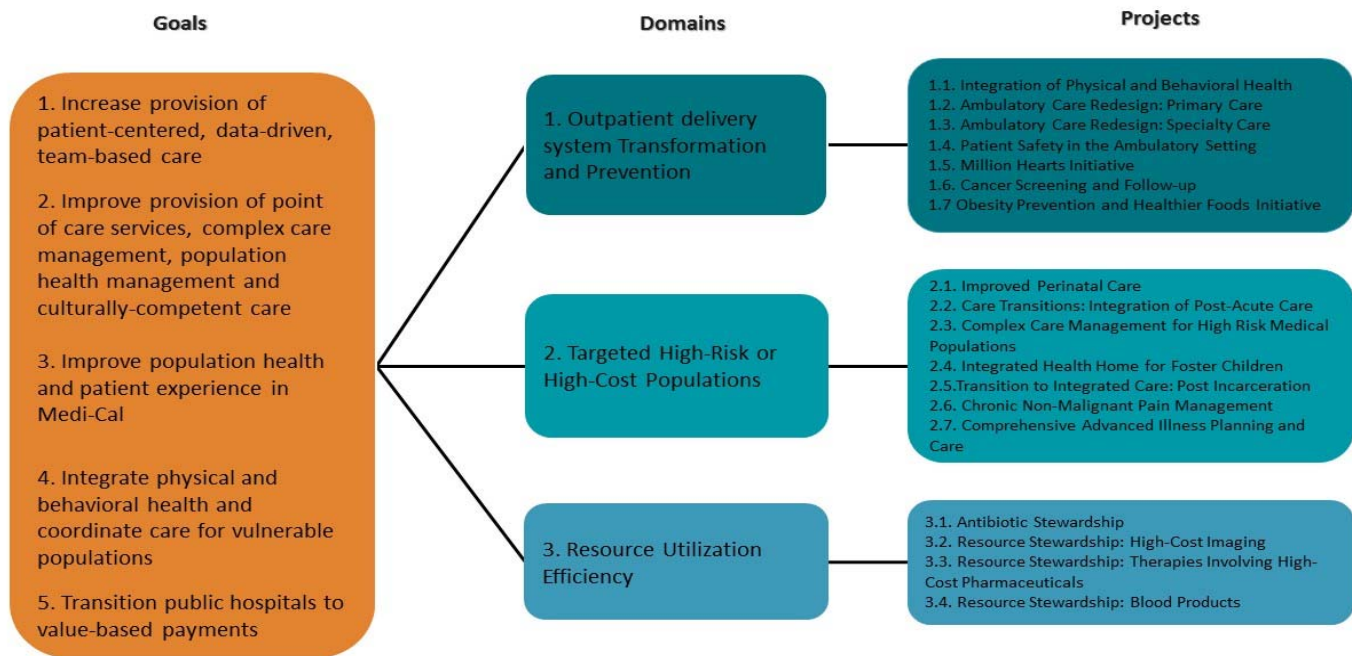 Goals
1. Increase provision of
patient-centered, data-driven,
team-based care
2. Improve provision of point
of care services, complex care
management, population
health management and
culturally-competent care
3. Improve population health
and patient experience in
Medi-Cal
4. Integrate physical and
behavioral health and
coordinate care for vulnerable
populations
5. Transition public hospitals to
value-based payments
Domains
1. Outpatient delivery
system Transformation
and Prevention
2. Targeted High-Risk or
High-Cost Populations
3. Resource Utilization
Efficiency
Projects
1.1. Integration of Physical and Behavioral Health
1.2. Ambulatory Care Redesign: Primary Care
1.3. Ambulatory Care Redesign: Specialty Care
1.4. Patient Safety in the Ambulatory Setting
1.5. Million Hearts Initiative
1.6. Cancer Screening and Follow-up
1.7 Obesity Prevention and Healthier Foods Initiative
2.1. Improved Perinatal Care
2.2. Care Transitions: Integration of Post-Acute Care
2.3. Complex Care Management for High Risk Medical
Populations
2.4. Integrated Health Home for Foster Children
2.5.Transition to Integrated Care: Post Incarceration
2.6. Chronic Non-Malignant Pain Management
2.7. Comprehensive Advanced Illness Planning and
Care
3.1. Antibiotic Stewardship
3.2. Resource Stewardship: High-Cost Imaging
3.3. Resource Stewardship: Therapies Involving High-
Cost Pharmaceuticals
3.4. Resource Stewardship: Blood Products